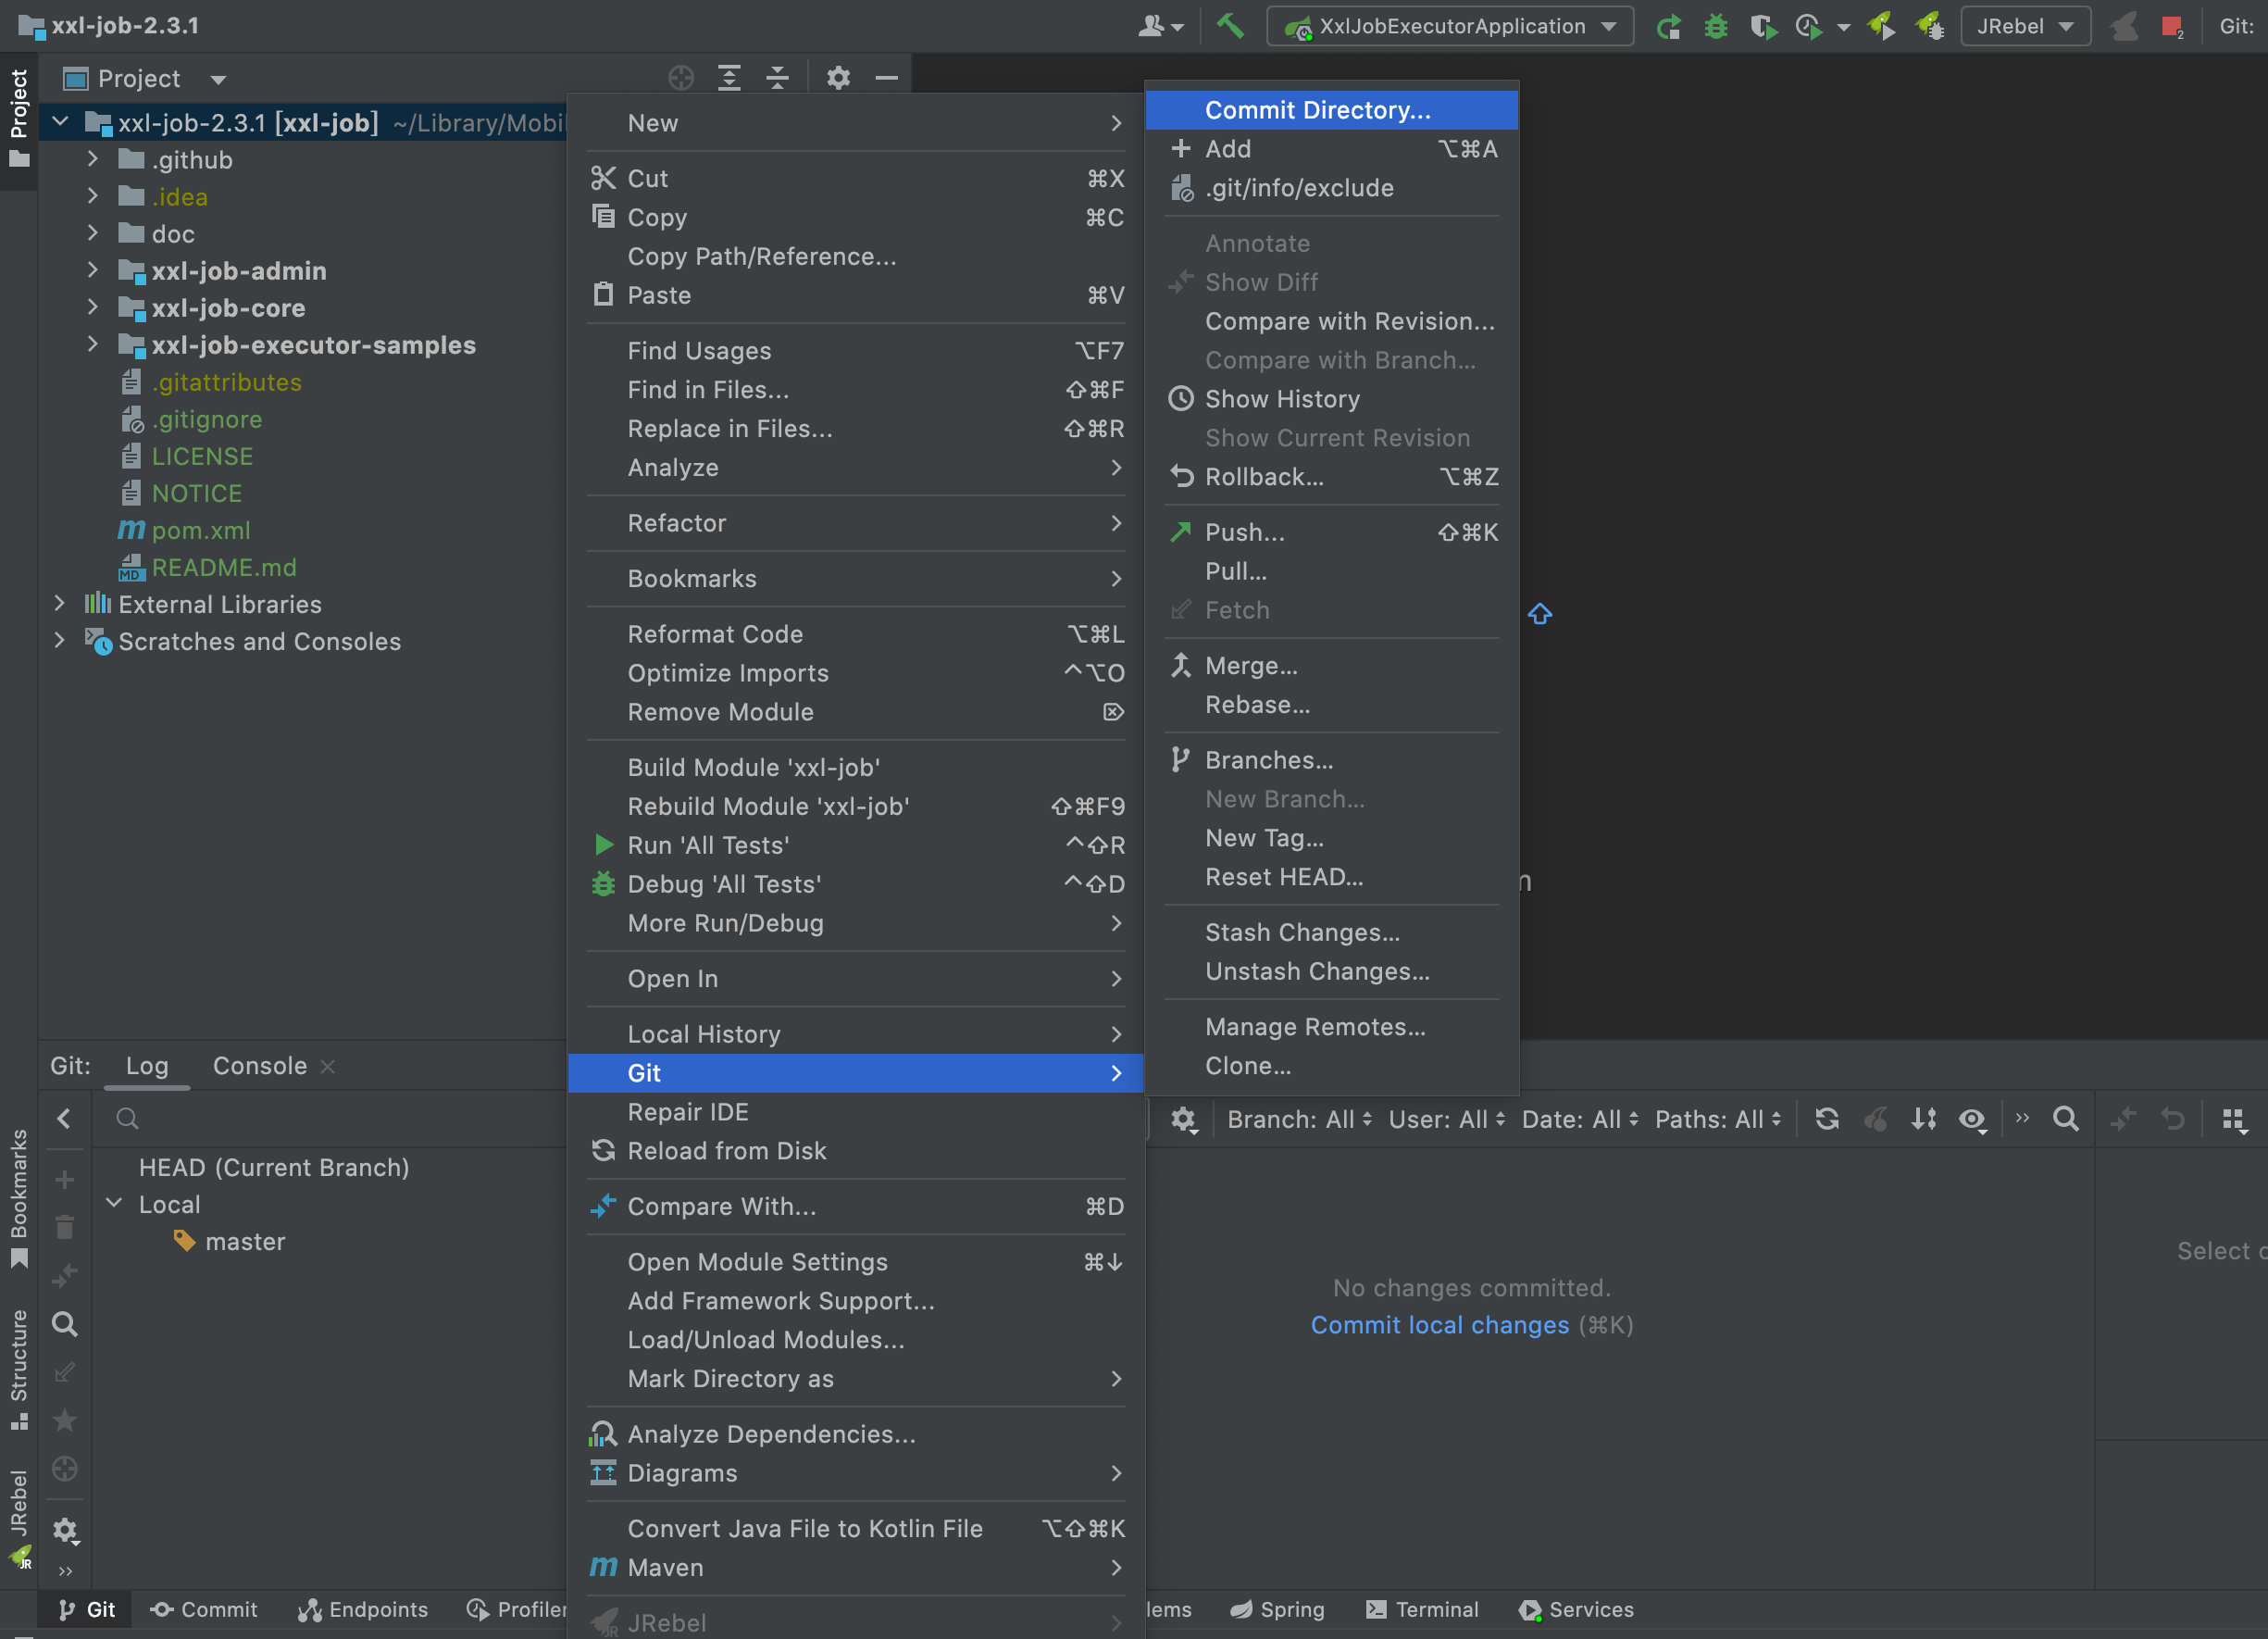 xxl-job-2.3.1
XxlJobExecutorApplication
JRebel
2
Git:
Project
Project
xxl-job-2.3.1 [xxl-job] ~/Library/Mobil
.github
.idea
doc
xxl-job-admin
xxl-job-core
xxl-job-executor-samples
.gitattributes
.gitignore
LICENSE
NOTICE
m pom.xml
MD README.md
External Libraries
Scratches and Consoles
New
Cut ⌘X
Copy ⌘C
Copy Path/Reference...
Paste ⌘V
Find Usages ⌥F7
Find in Files... ⇧⌘F
Replace in Files... ⇧⌘R
Analyze
Refactor
Bookmarks
Reformat Code ⌥⌘L
Optimize Imports ^⌥O
Remove Module ⌦
Build Module 'xxl-job'
Rebuild Module 'xxl-job' ⇧⌘F9
Run 'All Tests' ^⇧R
Debug 'All Tests' ^⇧D
More Run/Debug
Open In
Local History
Git
Repair IDE
Reload from Disk
Compare With... ⌘D
Open Module Settings ⌘↓
Add Framework Support...
Load/Unload Modules...
Mark Directory as
Analyze Dependencies...
Diagrams
Convert Java File to Kotlin File ⌥⇧⌘K
m Maven
JRebel
Commit Directory...
Add ⌥⌘A
.git/info/exclude
Annotate
Show Diff
Compare with Revision...
Compare with Branch...
Show History
Show Current Revision
Rollback... ⌥⌘Z
Push... ⇧⌘K
Pull...
Fetch
Merge...
Rebase...
Branches...
New Branch...
New Tag...
Reset HEAD...
Stash Changes...
Unstash Changes...
Manage Remotes...
Clone...
⇧
Git: Log Console
HEAD (Current Branch)
Local
master
Branch: All User: All Date: All Paths: All
No changes committed.
Commit local changes (⌘K)
Select
Bookmarks
Structure
JRebel
JR
Git Commit Endpoints Profiler lems Spring Terminal Services